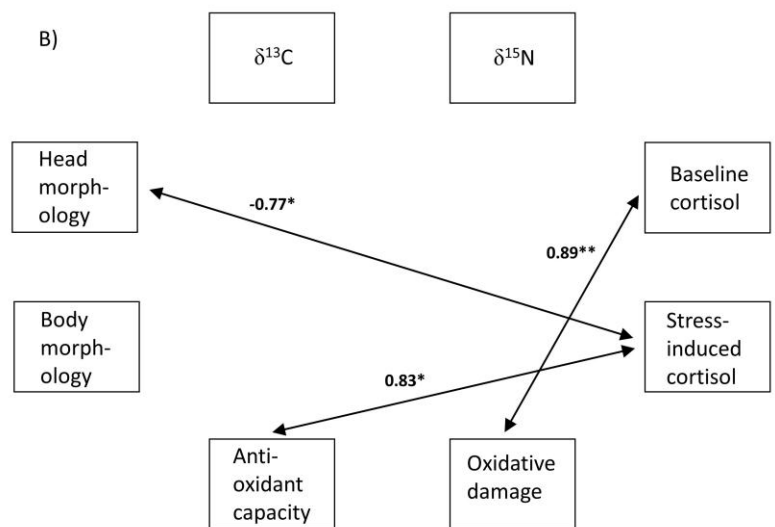 B)
δ¹³C
δ¹⁵N
Head
morph-
ology
Baseline
cortisol
-0.77*
0.89**
Body
morph-
ology
Stress-
induced
cortisol
0.83*
Anti-
oxidant
capacity
Oxidative
damage